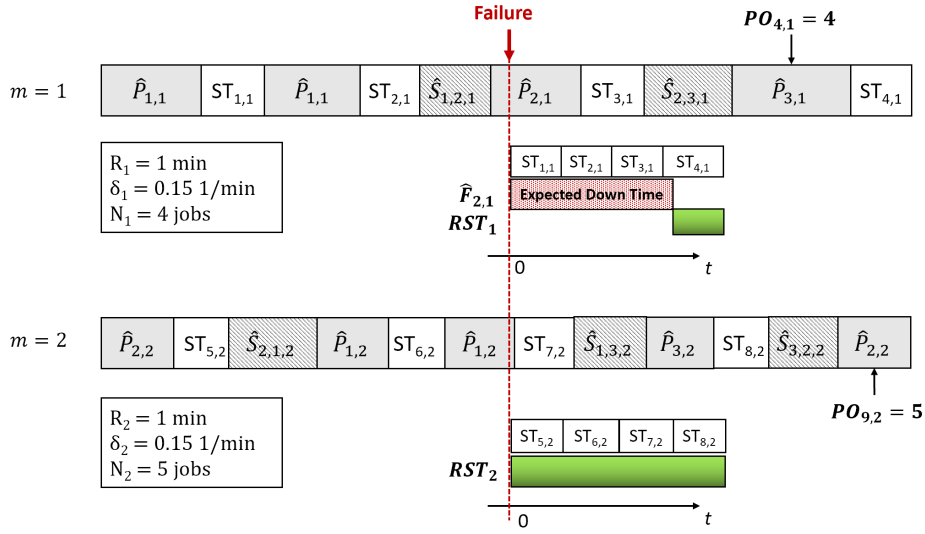 Failure
PO₄,₁ = 4
m = 1
P̂₁,₁ ST₁,₁ P̂₁,₁ ST₂,₁ Ŝ₁,₂,₁ P̂₂,₁ ST₃,₁ Ŝ₂,₃,₁ P̂₃,₁ ST₄,₁
R₁ = 1 min
δ₁ = 0.15 1/min
N₁ = 4 jobs
ST₁,₁ ST₂,₁ ST₃,₁ ST₄,₁
F̂₂,₁ Expected Down Time
RST₁
0 t
m = 2
P̂₂,₂ ST₅,₂ Ŝ₂,₁,₂ P̂₁,₂ ST₆,₂ P̂₁,₂ ST₇,₂ Ŝ₁,₃,₂ P̂₃,₂ ST₈,₂ Ŝ₃,₂,₂ P̂₂,₂
PO₉,₂ = 5
R₂ = 1 min
δ₂ = 0.15 1/min
N₂ = 5 jobs
ST₅,₂ ST₆,₂ ST₇,₂ ST₈,₂
RST₂
0 t